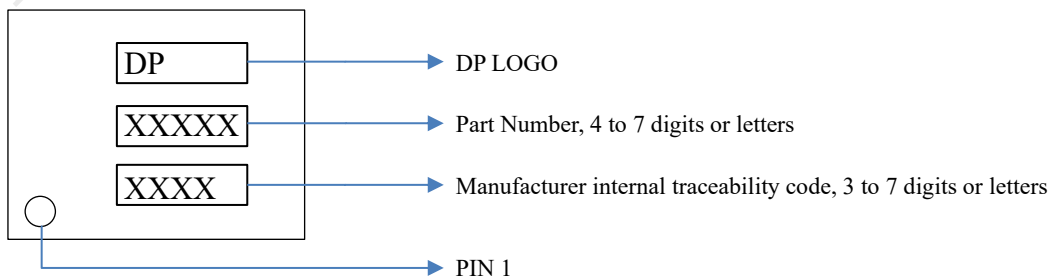 DP
DP LOGO
XXXXX
Part Number, 4 to 7 digits or letters
XXXX
Manufacturer internal traceability code, 3 to 7 digits or letters
PIN 1